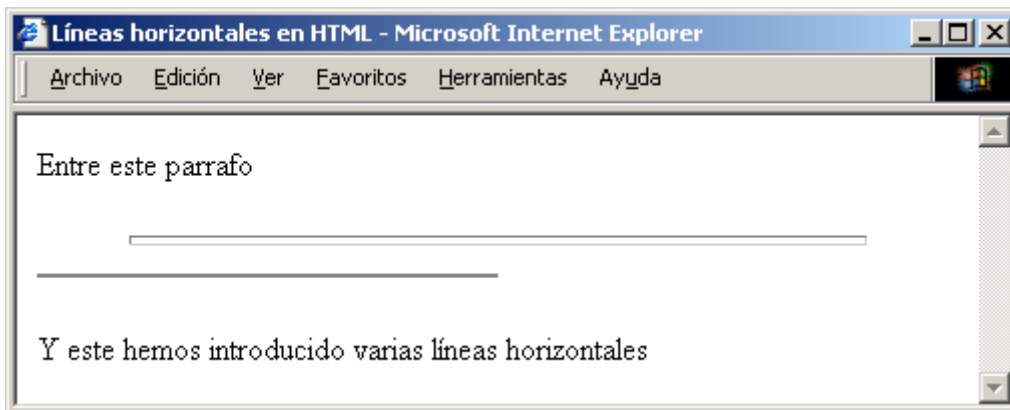 Líneas horizontales en HTML - Microsoft Internet Explorer
Archivo Edición Ver Favoritos Herramientas Ayuda
Entre este parrafo
Y este hemos introducido varias líneas horizontales